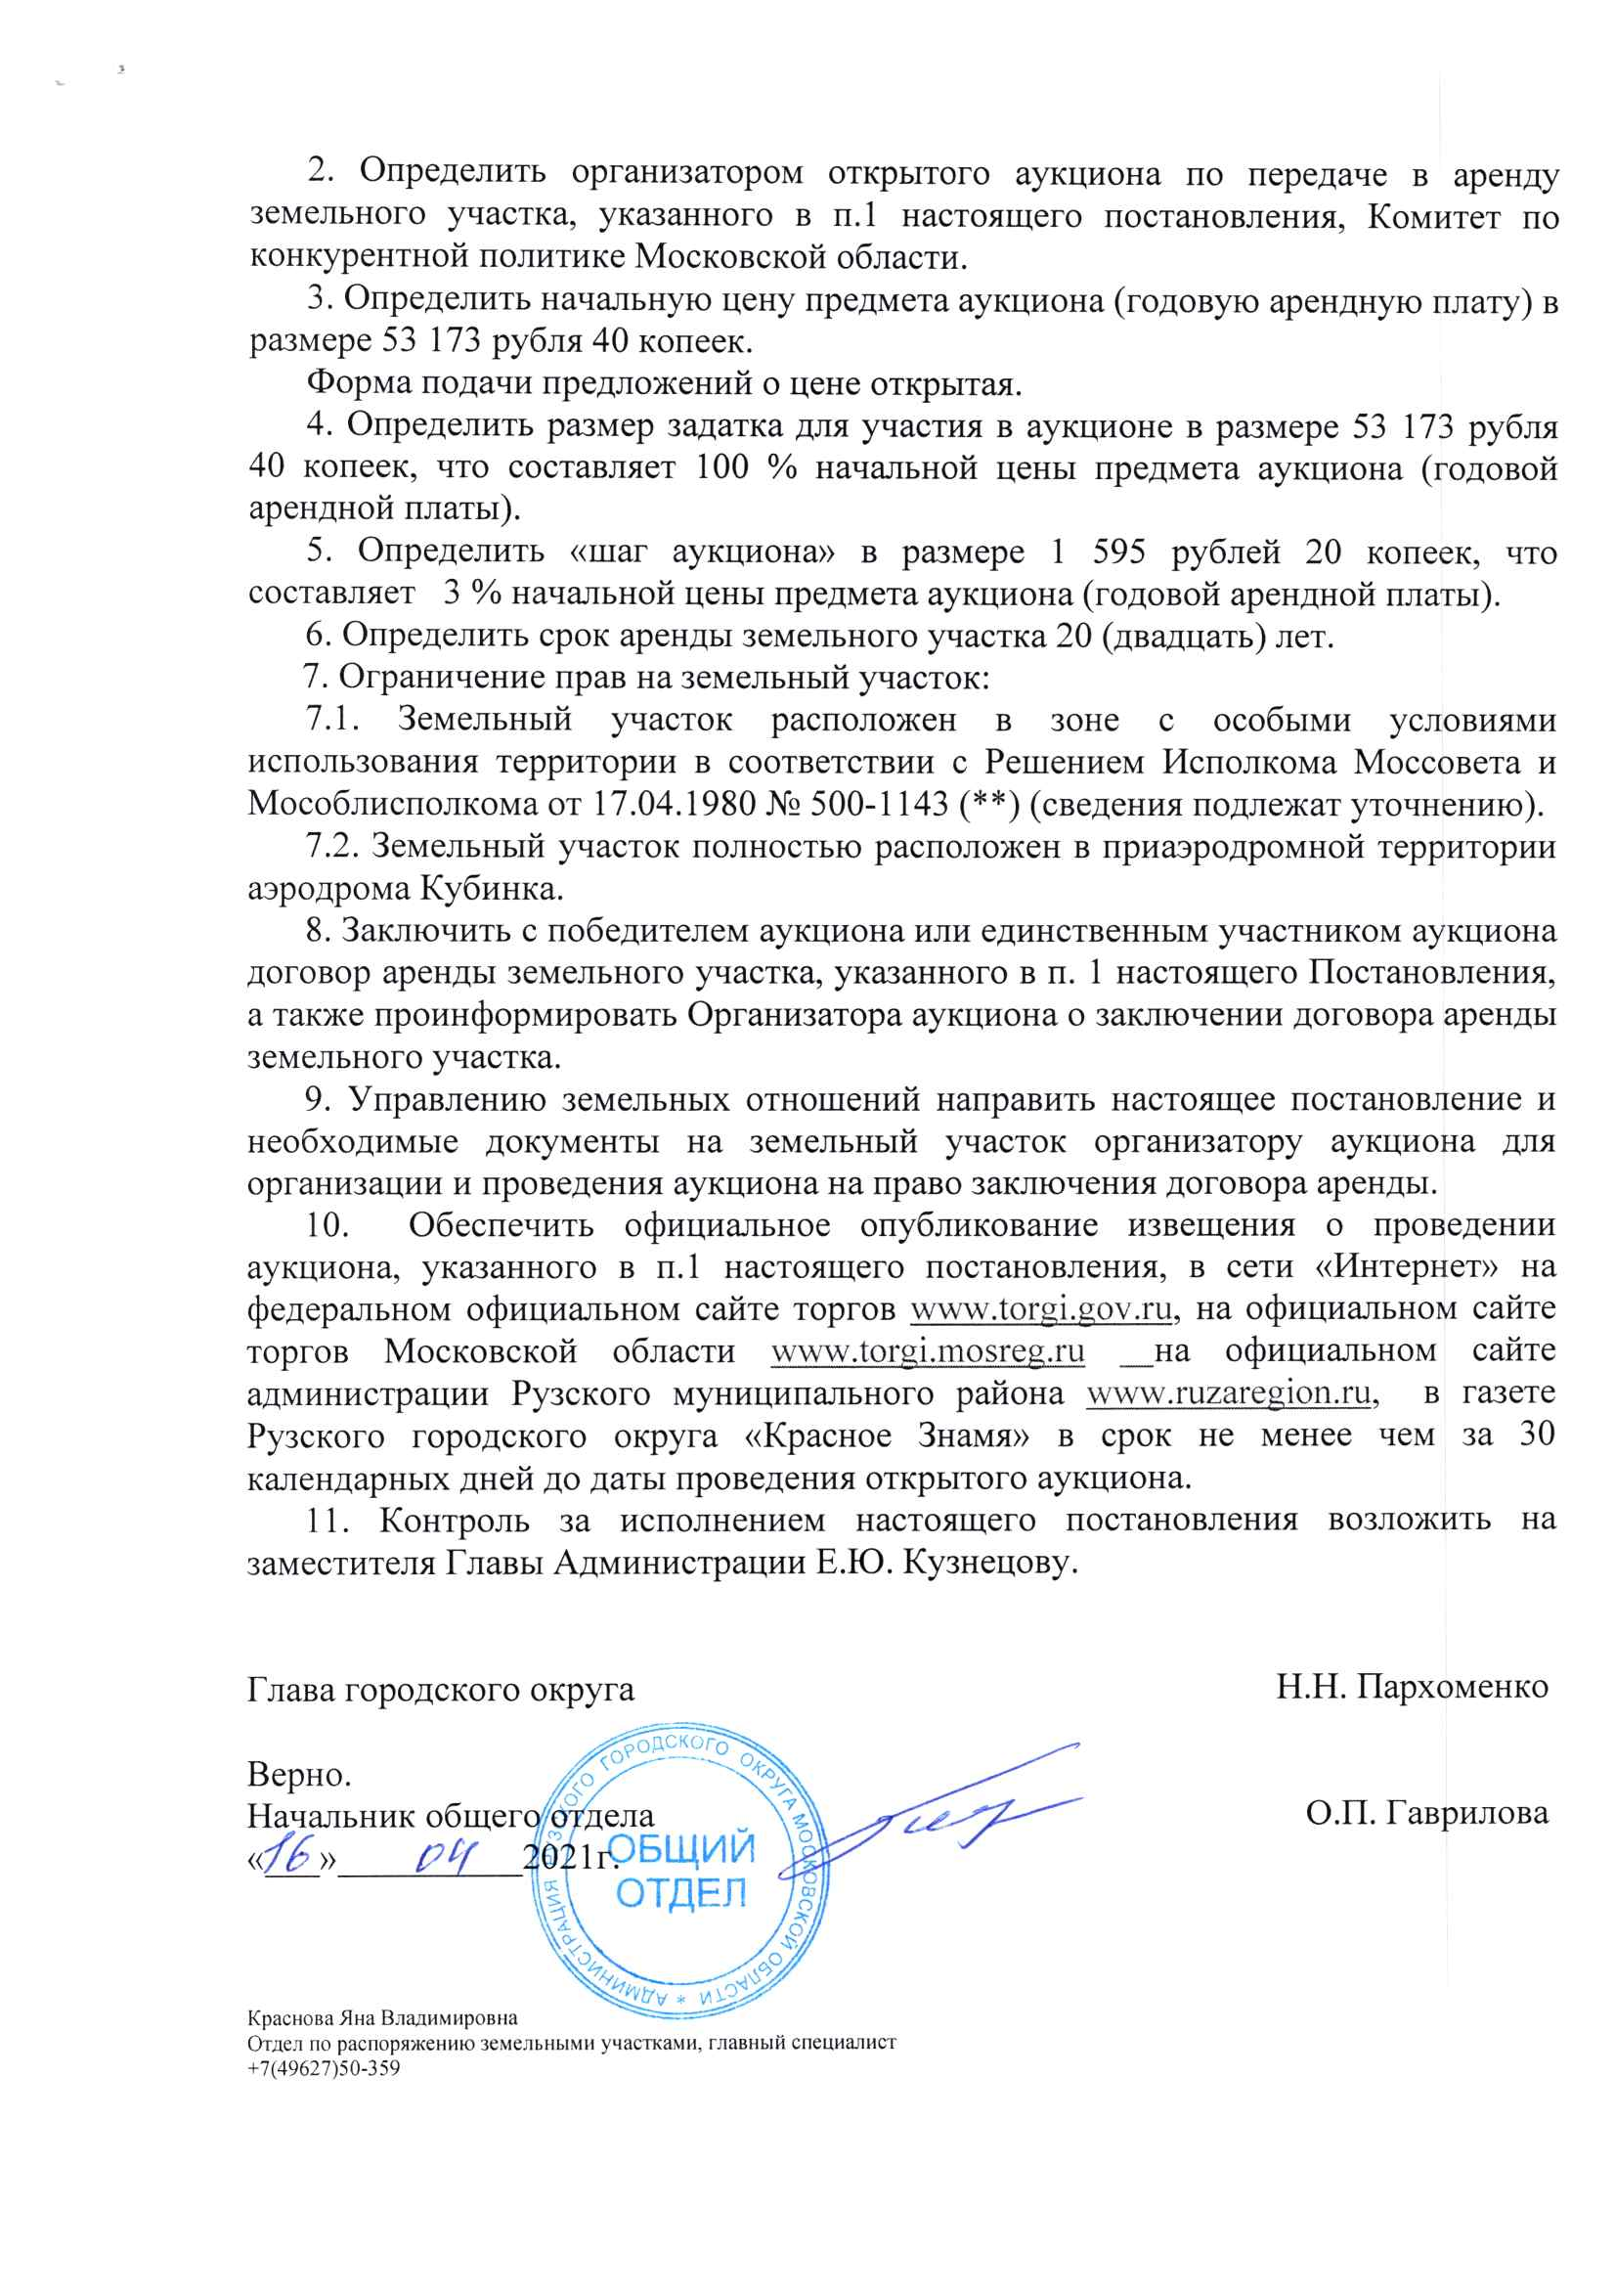 2. Определить организатором открытого аукциона по передаче в аренду
земельного участка, указанного в п.1 настоящего постановления, Комитет по
конкурентной политике Московской области.
3. Определить начальную цену предмета аукциона (годовую арендную плату) в
размере 53 173 рубля 40 копеек.
Форма подачи предложений о цене открытая.
4. Определить размер задатка для участия в аукционе в размере 53 173 рубля
40 копеек, что составляет 100 % начальной цены предмета аукциона (годовой
арендной платы).
5. Определить «шаг аукциона» в размере 1 595 рублей 20 копеек, что
составляет 3 % начальной цены предмета аукциона (годовой арендной платы).
6. Определить срок аренды земельного участка 20 (двадцать) лет.
7. Ограничение прав на земельный участок:
7.1. Земельный участок расположен в зоне с особыми условиями
использования территории в соответствии с Решением Исполкома Моссовета и
Мособлисполкома от 17.04.1980 № 500-1143 (**) (сведения подлежат уточнению).
7.2. Земельный участок полностью расположен в приаэродромной территории
аэродрома Кубинка.
8. Заключить с победителем аукциона или единственным участником аукциона
договор аренды земельного участка, указанного в п. 1 настоящего Постановления,
а также проинформировать Организатора аукциона о заключении договора аренды
земельного участка.
9. Управлению земельных отношений направить настоящее постановление и
необходимые документы на земельный участок организатору аукциона для
организации и проведения аукциона на право заключения договора аренды.
10. Обеспечить официальное опубликование извещения о проведении
аукциона, указанного в п.1 настоящего постановления, в сети «Интернет» на
федеральном официальном сайте торгов www.torgi.gov.ru, на официальном сайте
торгов Московской области www.torgi.mosreg.ru __на официальном сайте
администрации Рузского муниципального района www.ruzaregion.ru, в газете
Рузского городского округа «Красное Знамя» в срок не менее чем за 30
календарных дней до даты проведения открытого аукциона.
11. Контроль за исполнением настоящего постановления возложить на
заместителя Главы Администрации Е.Ю. Кузнецову.
Глава городского округа Н.Н. Пархоменко
Верно.
Начальник общего отдела О.П. Гаврилова
«16» 04 2021г.
АДМИНИСТРАЦИЯ РУЗСКОГО ГОРОДСКОГО ОКРУГА МОСКОВСКОЙ ОБЛАСТИ *
ОБЩИЙ
ОТДЕЛ
Краснова Яна Владимировна
Отдел по распоряжению земельными участками, главный специалист
+7(49627)50-359